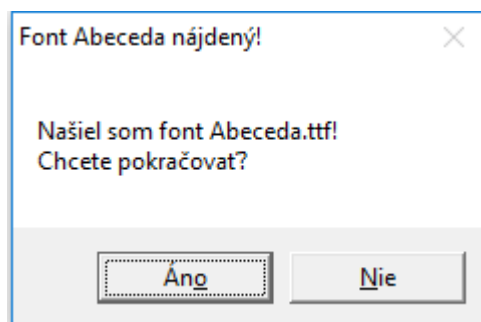 Font Abeceda nájdený!
Našiel som font Abeceda.ttf!
Chcete pokračovat?
Áno
Nie